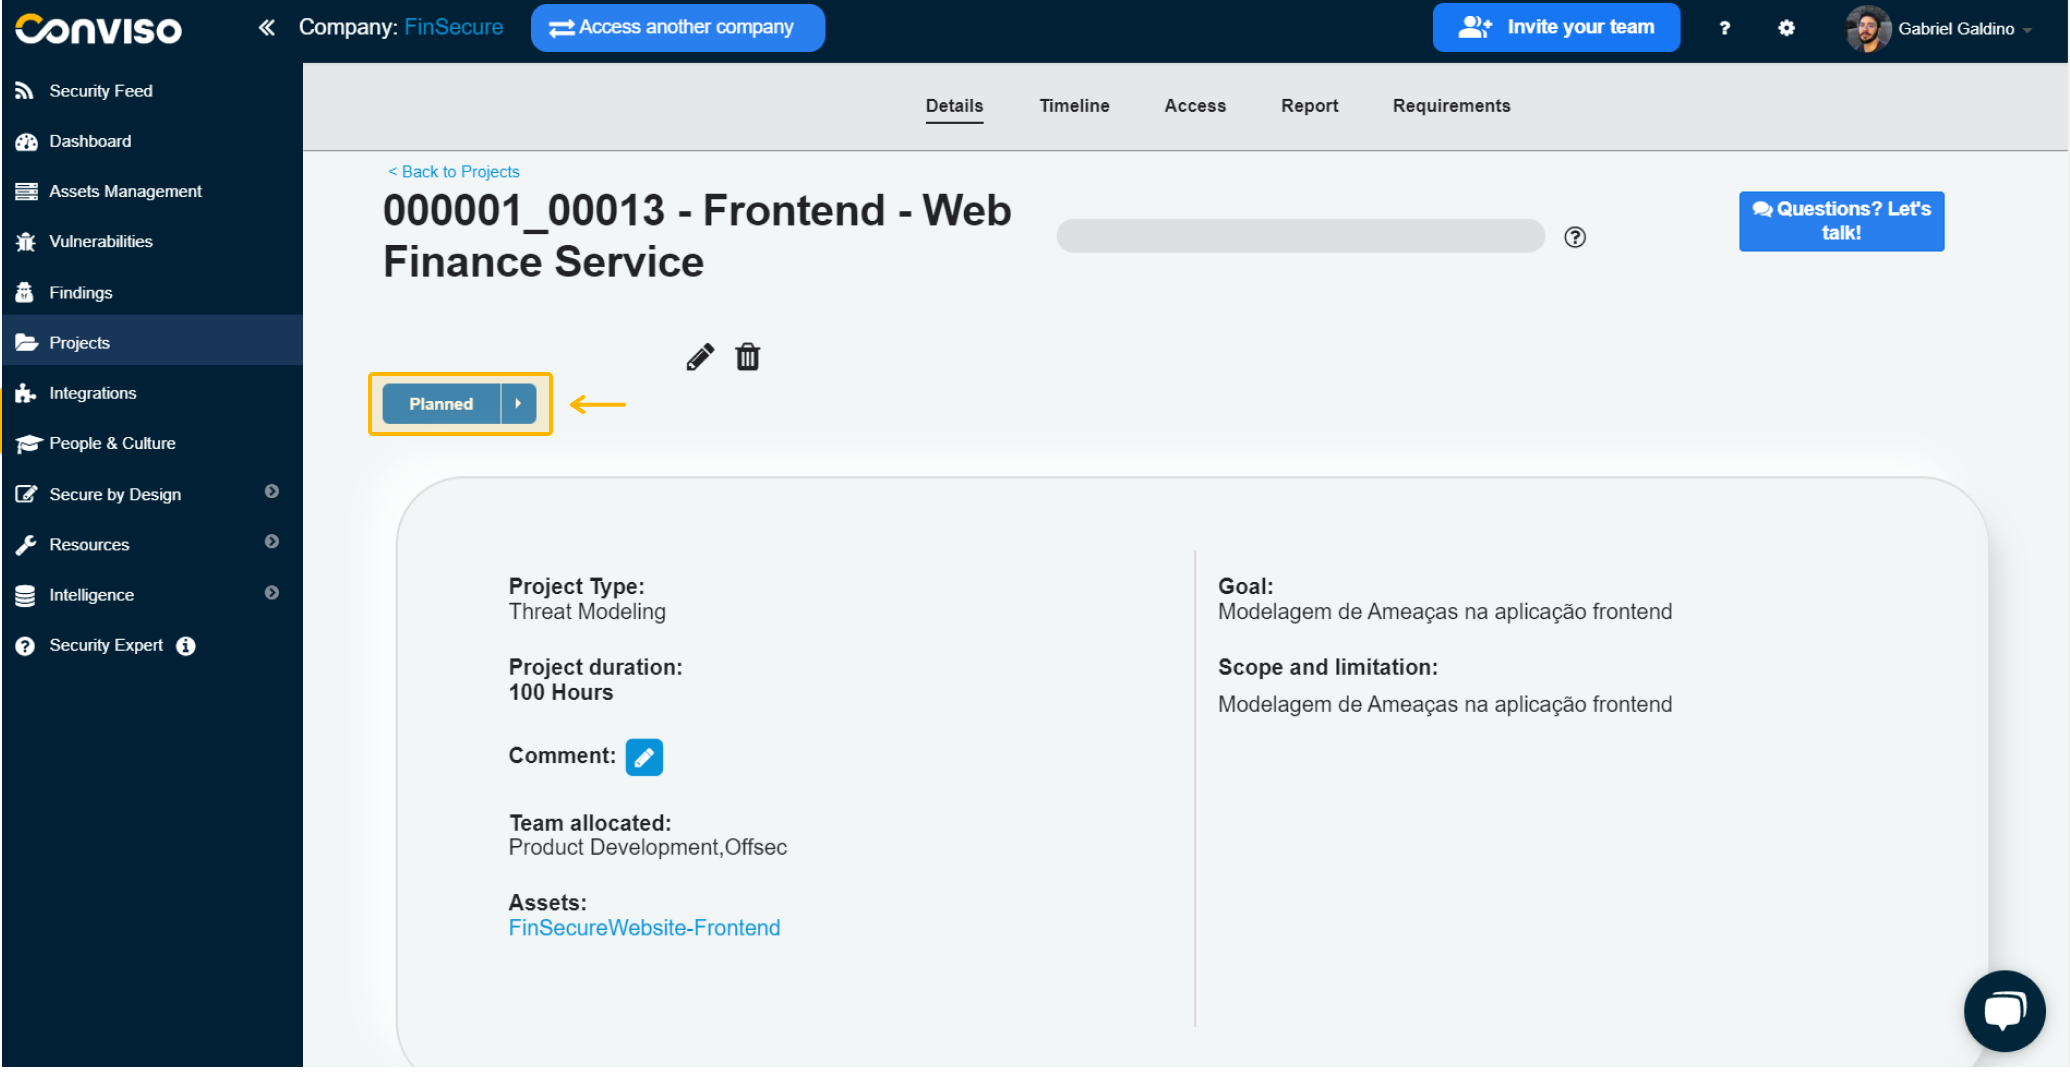 Conviso
Company: FinSecure
Access another company
Invite your team
?
Gabriel Galdino
Security Feed
Dashboard
Assets Management
Vulnerabilities
Findings
Projects
Integrations
People & Culture
Secure by Design
Resources
Intelligence
Security Expert
Details Timeline Access Report Requirements
< Back to Projects
000001_00013 - Frontend - Web
Finance Service
?
Questions? Let's
talk!
Planned
Project Type:
Threat Modeling
Project duration:
100 Hours
Comment:
Team allocated:
Product Development,Offsec
Assets:
FinSecureWebsite-Frontend
Goal:
Modelagem de Ameaças na aplicação frontend
Scope and limitation:
Modelagem de Ameaças na aplicação frontend